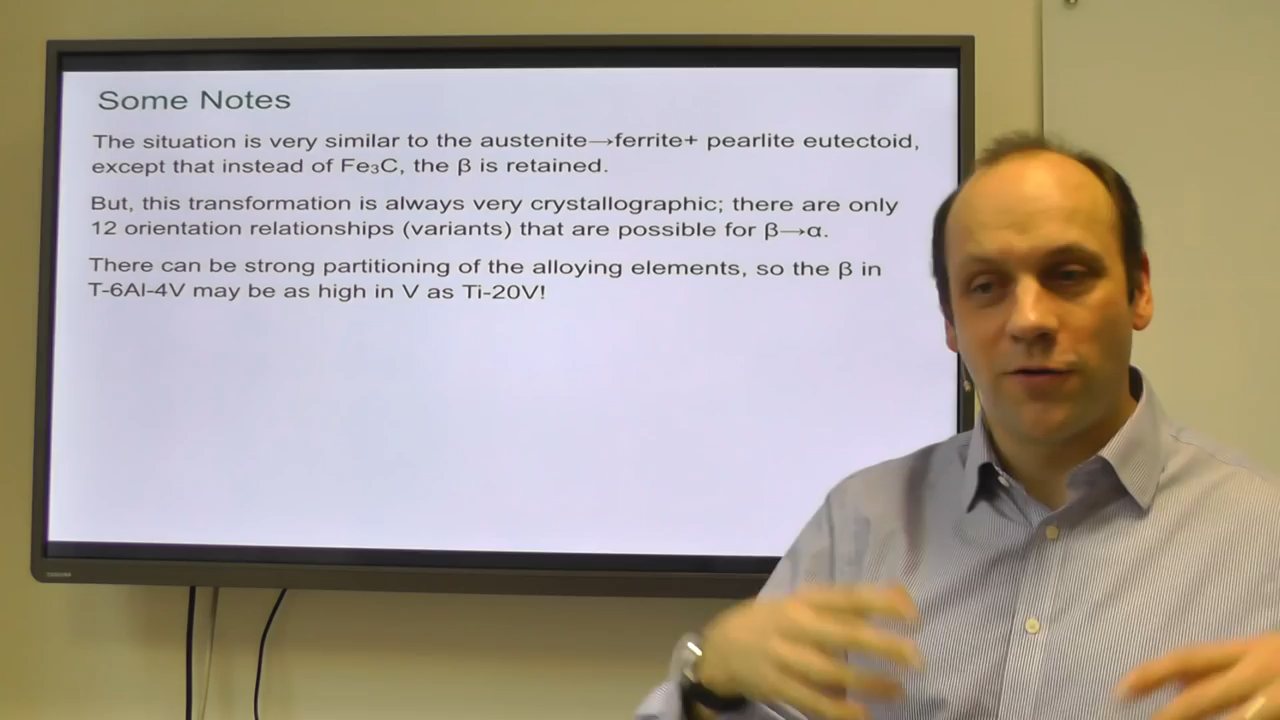 Some Notes
The situation is very similar to the austenite→ferrite+ pearlite eutectoid,
except that instead of Fe₃C, the β is retained.
But, this transformation is always very crystallographic; there are only
12 orientation relationships (variants) that are possible for β→α.
There can be strong partitioning of the alloying elements, so the β in
T-6Al-4V may be as high in V as Ti-20V!
TOSHIBA